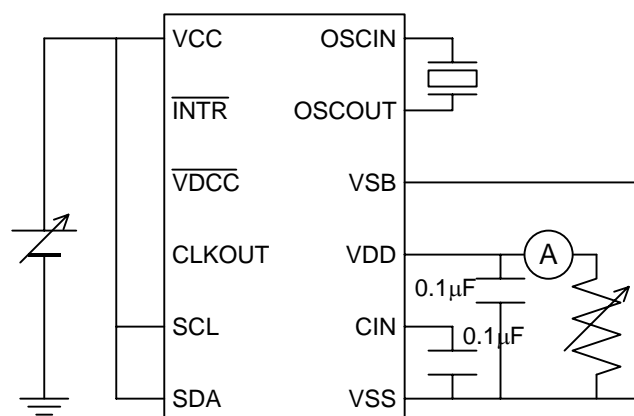 VCC OSCIN
INTR OSCOUT
VDCC VSB
CLKOUT VDD A
0.1μF
SCL CIN 0.1μF
SDA VSS